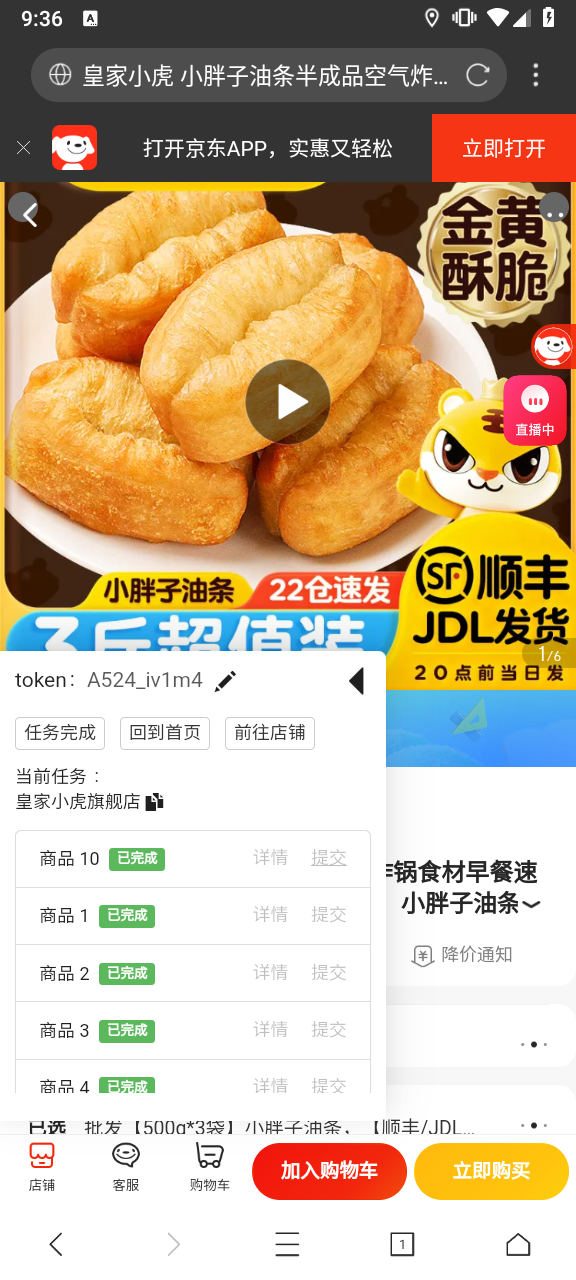 9:36
A
皇家小虎 小胖子油条半成品空气炸...
打开京东APP，实惠又轻松
立即打开
金黄
酥脆
直播中
小胖子油条
22仓速发
SF 顺丰
JDL发货
3斤超值装
1/6
20点前当日发
token： A524_iv1m4
任务完成
回到首页
前往店铺
当前任务：
皇家小虎旗舰店
商品 10 已完成 详情 提交
商品 1 已完成 详情 提交
商品 2 已完成 详情 提交
商品 3 已完成 详情 提交
商品 4 已完成 详情 提交
锅食材早餐速
小胖子油条
降价通知
已选 批发【500g*3袋】小胖子油条，【顺丰/JDL...
店铺
客服
购物车
加入购物车
立即购买
1